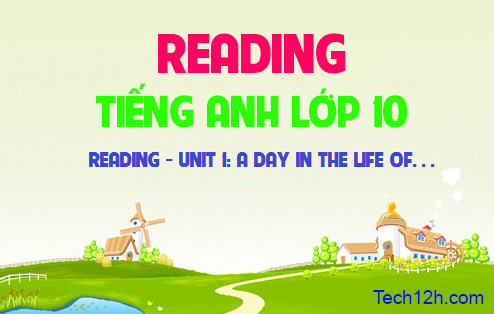 READING
TIẾNG ANH LỚP 10
READING - UNIT 1: A DAY IN THE LIFE OF...
Tech12h.com